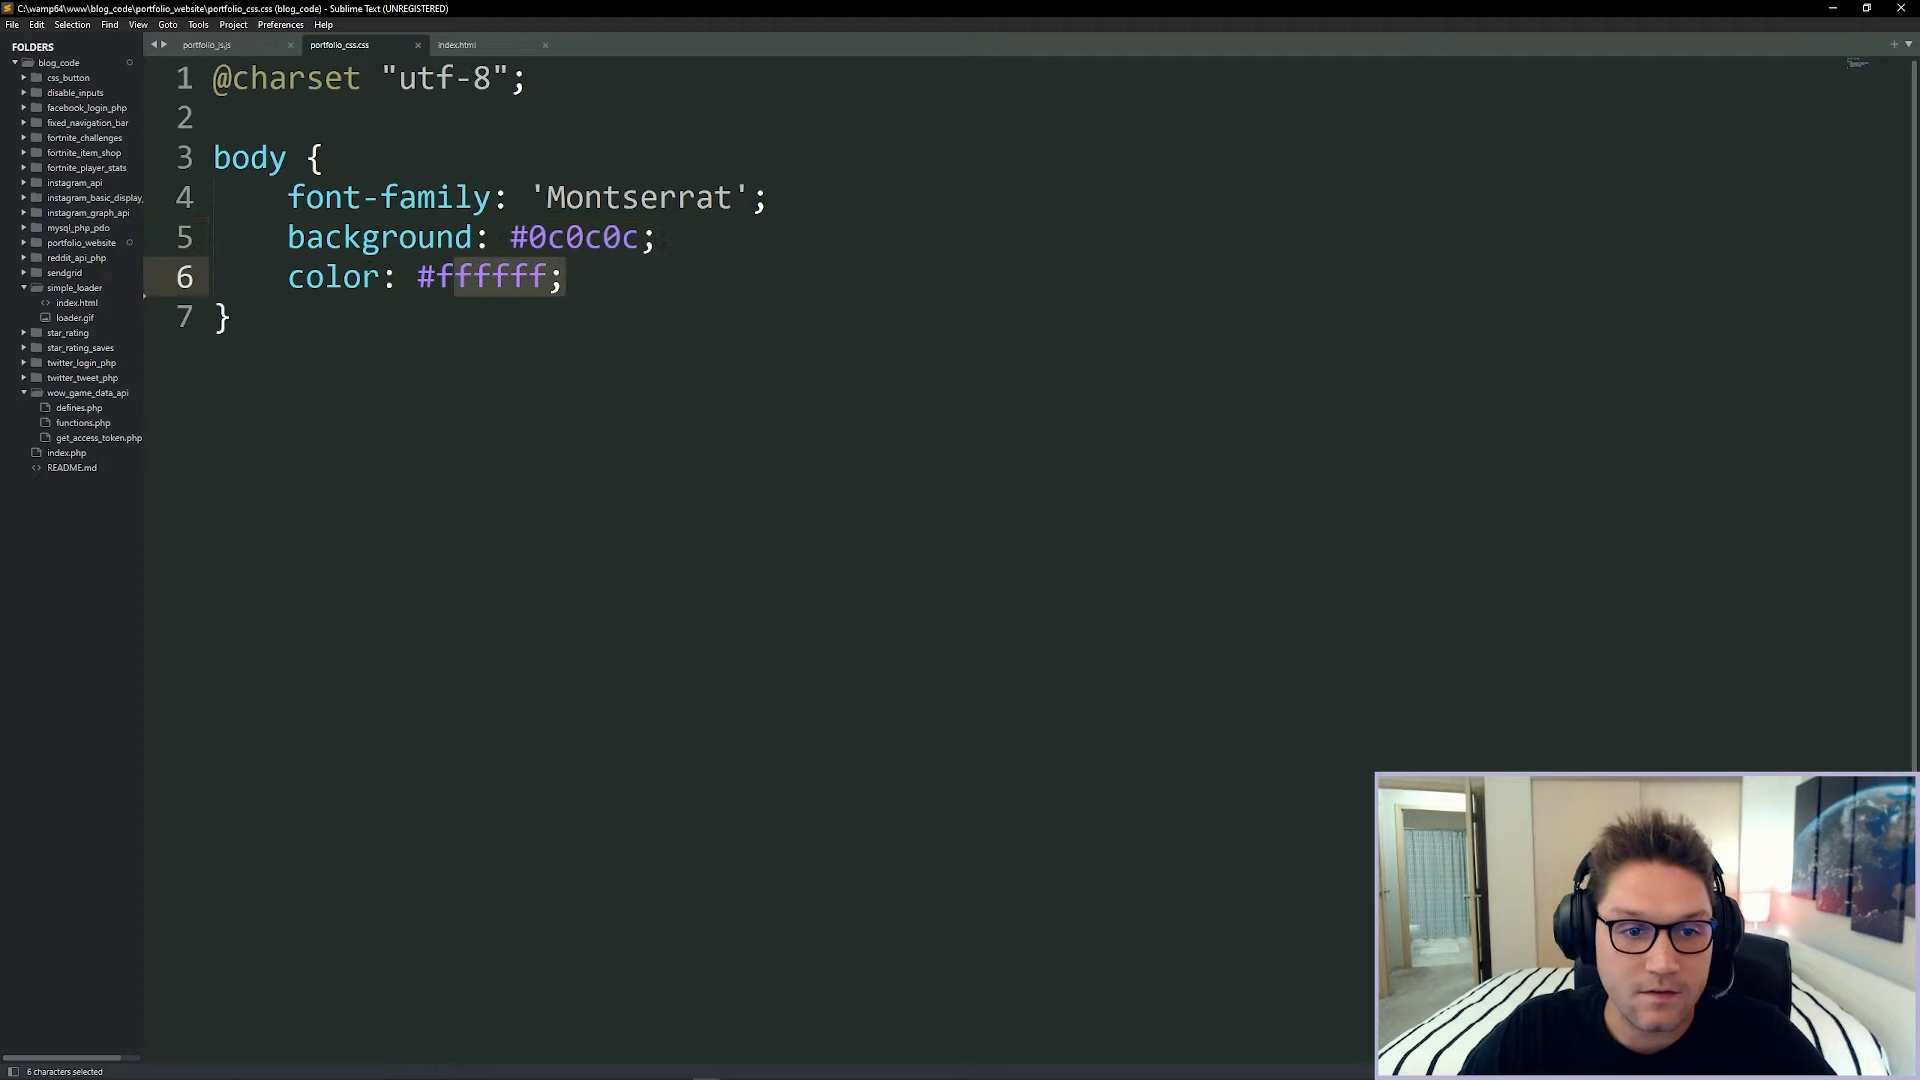 C:\wamp64\www\blog_code\portfolio_website\portfolio_css.css (blog_code) - Sublime Text (UNREGISTERED)
File Edit Selection Find View Goto Tools Project Preferences Help
FOLDERS
blog_code
css_button
disable_inputs
facebook_login_php
fixed_navigation_bar
fortnite_challenges
fortnite_item_shop
fortnite_player_stats
instagram_api
instagram_basic_display_
instagram_graph_api
mysql_php_pdo
portfolio_website
reddit_api_php
sendgrid
simple_loader
index.html
loader.gif
star_rating
star_rating_saves
twitter_login_php
twitter_tweet_php
wow_game_data_api
defines.php
functions.php
get_access_token.php
index.php
README.md
portfolio_js.js portfolio_css.css index.html
1 @charset "utf-8";
2
3 body {
4 font-family: 'Montserrat';
5 background: #0c0c0c;
6 color: #ffffff;
7 }
6 characters selected